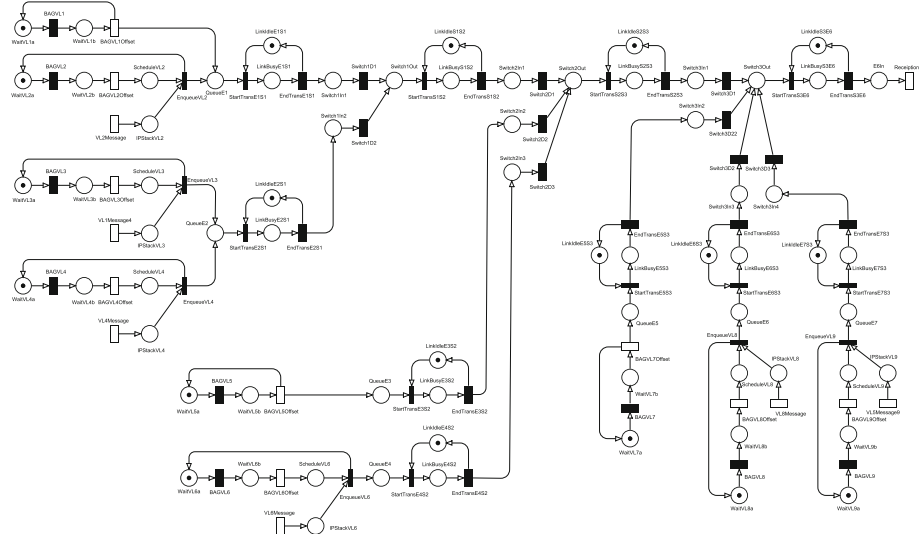 BAGVL1
WaitVL1a
WaitVL1b
BAGVL1Offset
LinkIdleE1S1
LinkBusyE1S1
QueueE1
StartTransE1S1
EndTransE1S1
Switch1In1
Switch1D1
Switch1Out
LinkIdleS1S2
LinkBusyS1S2
StartTransS1S2
EndTransS1S2
Switch2In1
Switch2D1
Switch2Out
LinkIdleS2S3
LinkBusyS2S3
StartTransS2S3
EndTransS2S3
Switch3In1
Switch3D1
Switch3Out
LinkIdleS3E6
LinkBusyS3E6
StartTransS3E6
EndTransS3E6
E6In
Reception
BAGVL2
WaitVL2a
WaitVL2b
BAGVL2Offset
ScheduleVL2
EnqueueVL2
VL2Message
IPStackVL2
Switch1In2
Switch1D2
Switch2In2
Switch2D2
Switch2In3
Switch2D3
Switch3In2
Switch3D22
Switch3D2
Switch3D3
Switch3In3
Switch3In4
BAGVL3
WaitVL3a
WaitVL3b
BAGVL3Offset
ScheduleVL3
EnqueueVL3
VL1Message4
IPStackVL3
QueueE2
LinkIdleE2S1
LinkBusyE2S1
StartTransE2S1
EndTransE2S1
BAGVL4
WaitVL4a
WaitVL4b
BAGVL4Offset
ScheduleVL4
EnqueueVL4
VL4Message
IPStackVL4
EndTransE5S3
LinkIdleE5S3
LinkBusyE5S3
StartTransE5S3
QueueE5
BAGVL7Offset
WaitVL7b
BAGVL7
WaitVL7a
EndTransE6S3
LinkIdleE6S3
LinkBusyE6S3
StartTransE6S3
QueueE6
EnqueueVL8
IPStackVL8
ScheduleVL8
VL8Message
BAGVL8Offset
WaitVL8b
BAGVL8
WaitVL8a
EndTransE7S3
LinkIdleE7S3
LinkBusyE7S3
StartTransE7S3
QueueE7
EnqueueVL9
IPStackVL9
ScheduleVL9
VL5Message9
BAGVL9Offset
WaitVL9b
BAGVL9
WaitVL9a
BAGVL5
WaitVL5a
WaitVL5b
BAGVL5Offset
QueueE3
LinkIdleE3S2
LinkBusyE3S2
StartTransE3S2
EndTransE3S2
WaitVL6a
BAGVL6
WaitVL6b
BAGVL6Offset
ScheduleVL6
EnqueueVL6
VL6Message
IPStackVL6
QueueE4
LinkIdleE4S2
LinkBusyE4S2
StartTransE4S2
EndTransE4S2